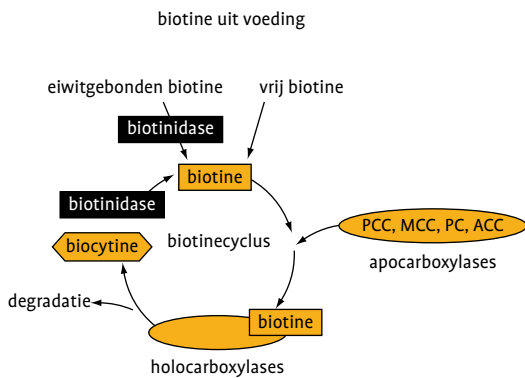 biotine uit voeding
eiwitgebonden biotine
vrij biotine
biotinidase
biotine
biotinidase
PCC, MCC, PC, ACC
biocytine
biotinecyclus
apocarboxylases
degradatie
biotine
holocarboxylases